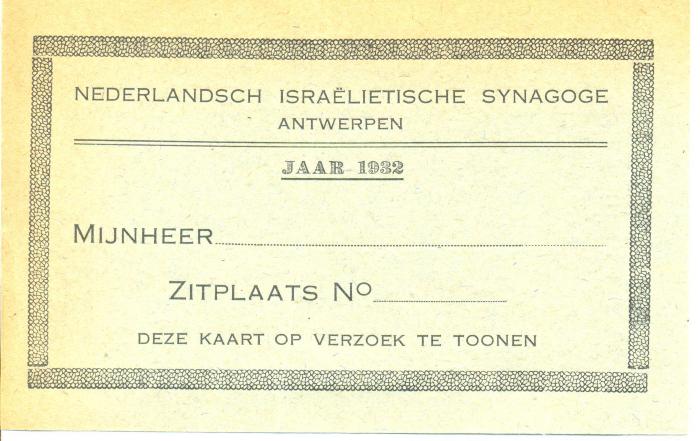 NEDERLANDSCH ISRAËLIETISCHE SYNAGOGE
ANTWERPEN
JAAR 1932
MIJNHEER
ZITPLAATS Nº
DEZE KAART OP VERZOEK TE TOONEN